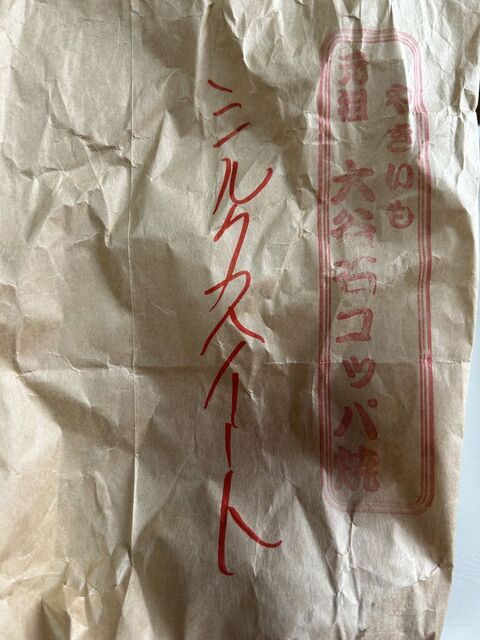 やきいも
元祖 大谷石コッパ焼
シルクスイート